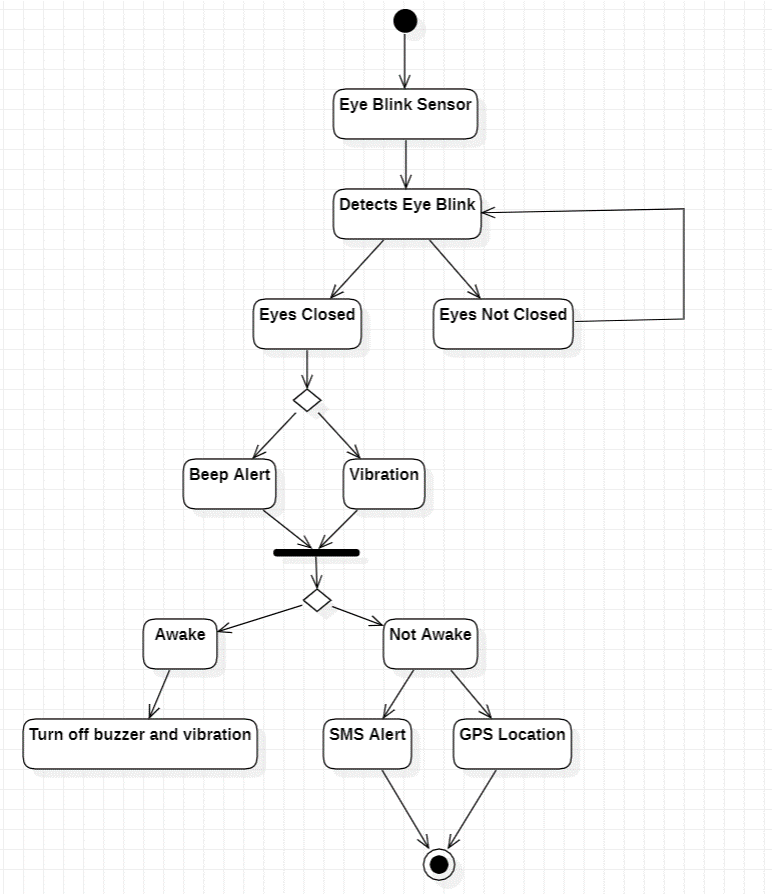 Eye Blink Sensor
Detects Eye Blink
Eyes Closed
Eyes Not Closed
Beep Alert
Vibration
Awake
Not Awake
Turn off buzzer and vibration
SMS Alert
GPS Location